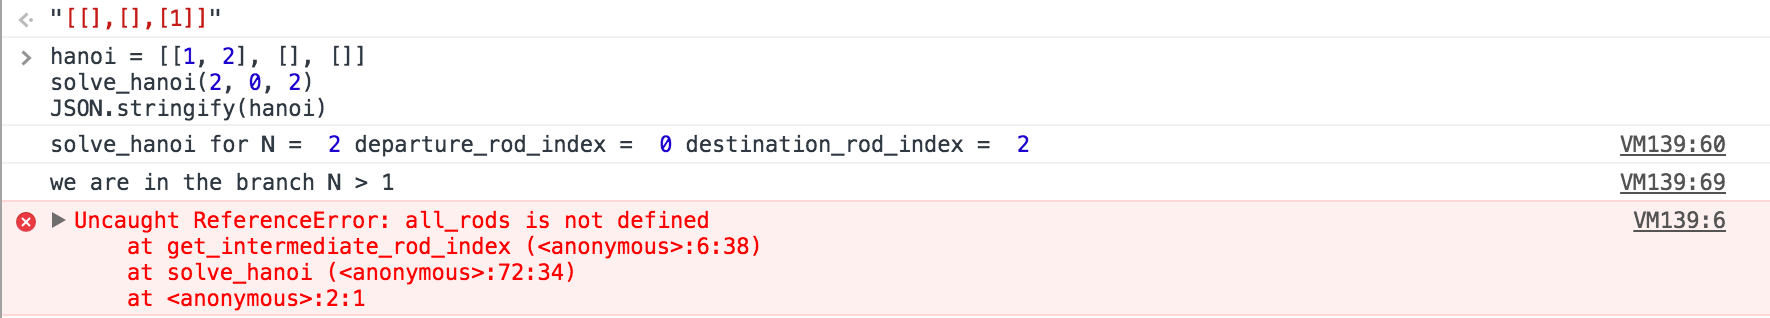 "[[],[],[1]]"
hanoi = [[1, 2], [], []]
solve_hanoi(2, 0, 2)
JSON.stringify(hanoi)
solve_hanoi for N =  2 departure_rod_index =  0 destination_rod_index =  2 VM139:60
we are in the branch N > 1 VM139:69
Uncaught ReferenceError: all_rods is not defined VM139:6
at get_intermediate_rod_index (<anonymous>:6:38)
at solve_hanoi (<anonymous>:72:34)
at <anonymous>:2:1